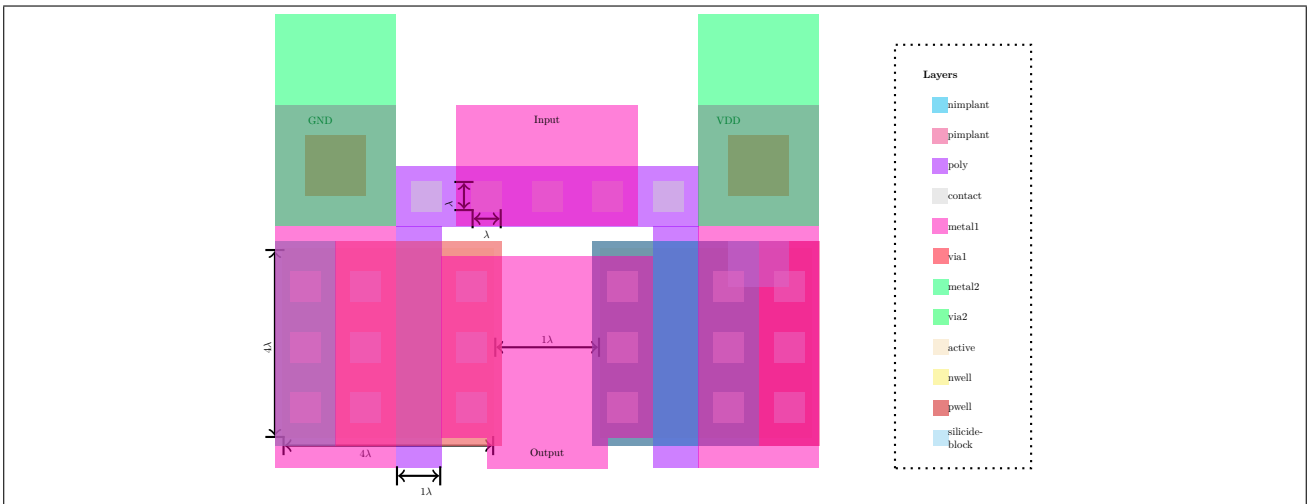 GND
Input
VDD
λ
λ
4λ
1λ
4λ
Output
1λ
Layers
nimplant
pimplant
poly
contact
metal1
via1
metal2
via2
active
nwell
pwell
silicide-
block